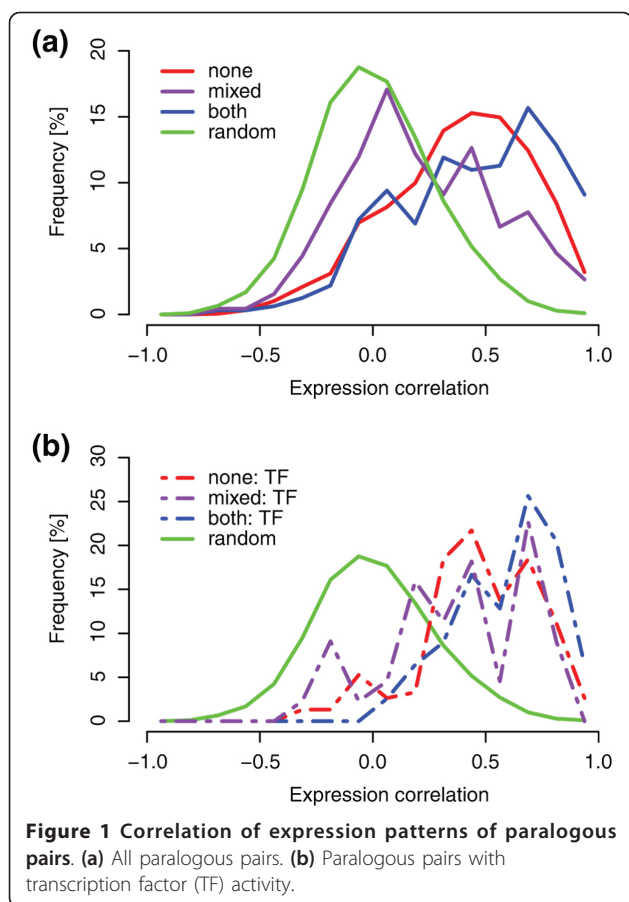 (a)
20
15
10
5
0
Frequency [%]
none
mixed
both
random
−1.0 −0.5 0.0 0.5 1.0
Expression correlation
(b)
30
25
20
15
10
5
0
Frequency [%]
none: TF
mixed: TF
both: TF
random
−1.0 −0.5 0.0 0.5 1.0
Expression correlation
Figure 1 Correlation of expression patterns of paralogous
pairs. (a) All paralogous pairs. (b) Paralogous pairs with
transcription factor (TF) activity.